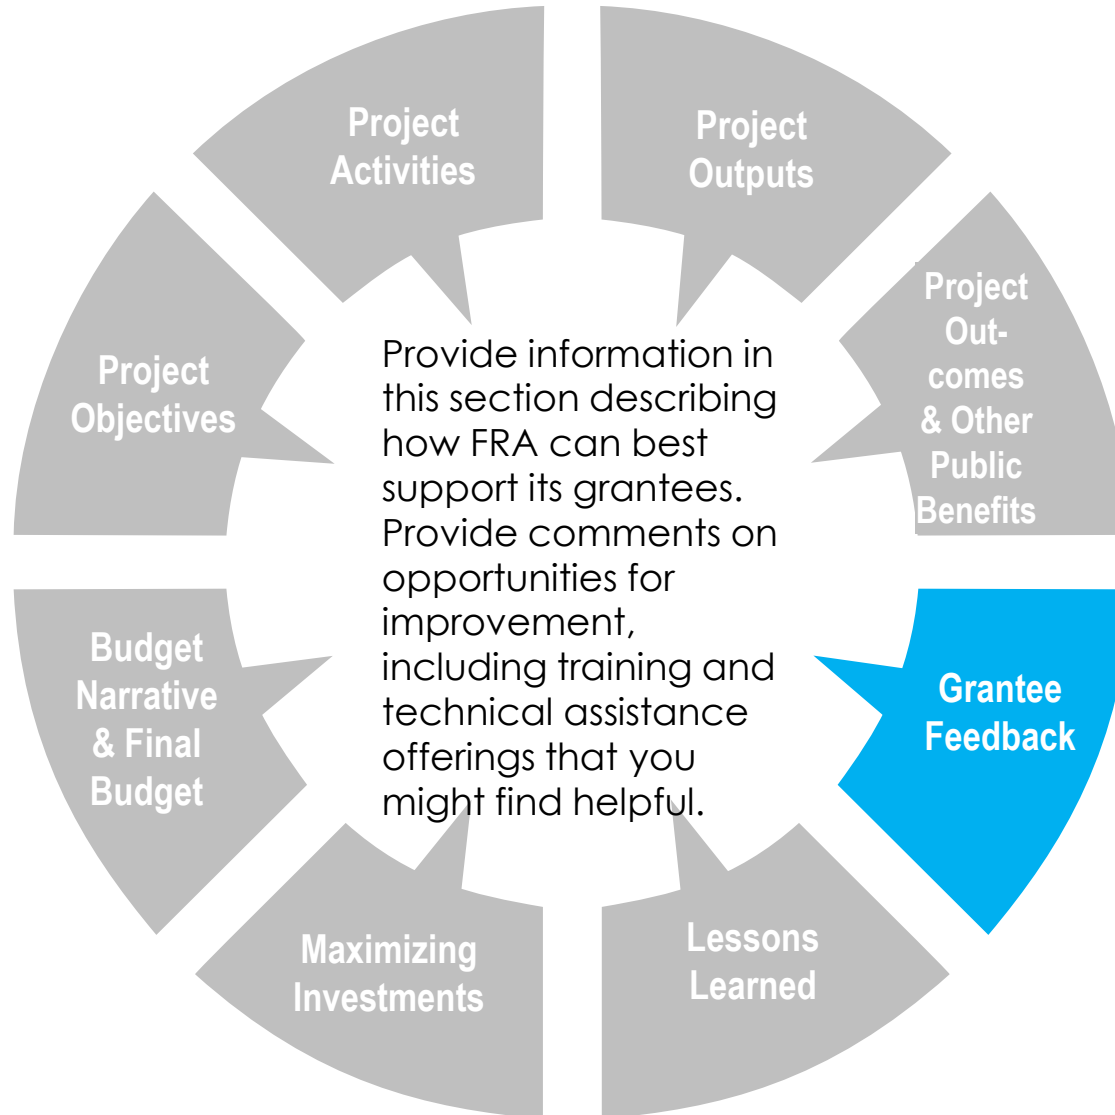 Project
Activities
Project
Outputs
Project
Out-
comes
& Other
Public
Benefits
Project
Objectives
Provide information in
this section describing
how FRA can best
support its grantees.
Provide comments on
opportunities for
improvement,
including training and
technical assistance
offerings that you
might find helpful.
Budget
Narrative
& Final
Budget
Grantee
Feedback
Maximizing
Investments
Lessons
Learned